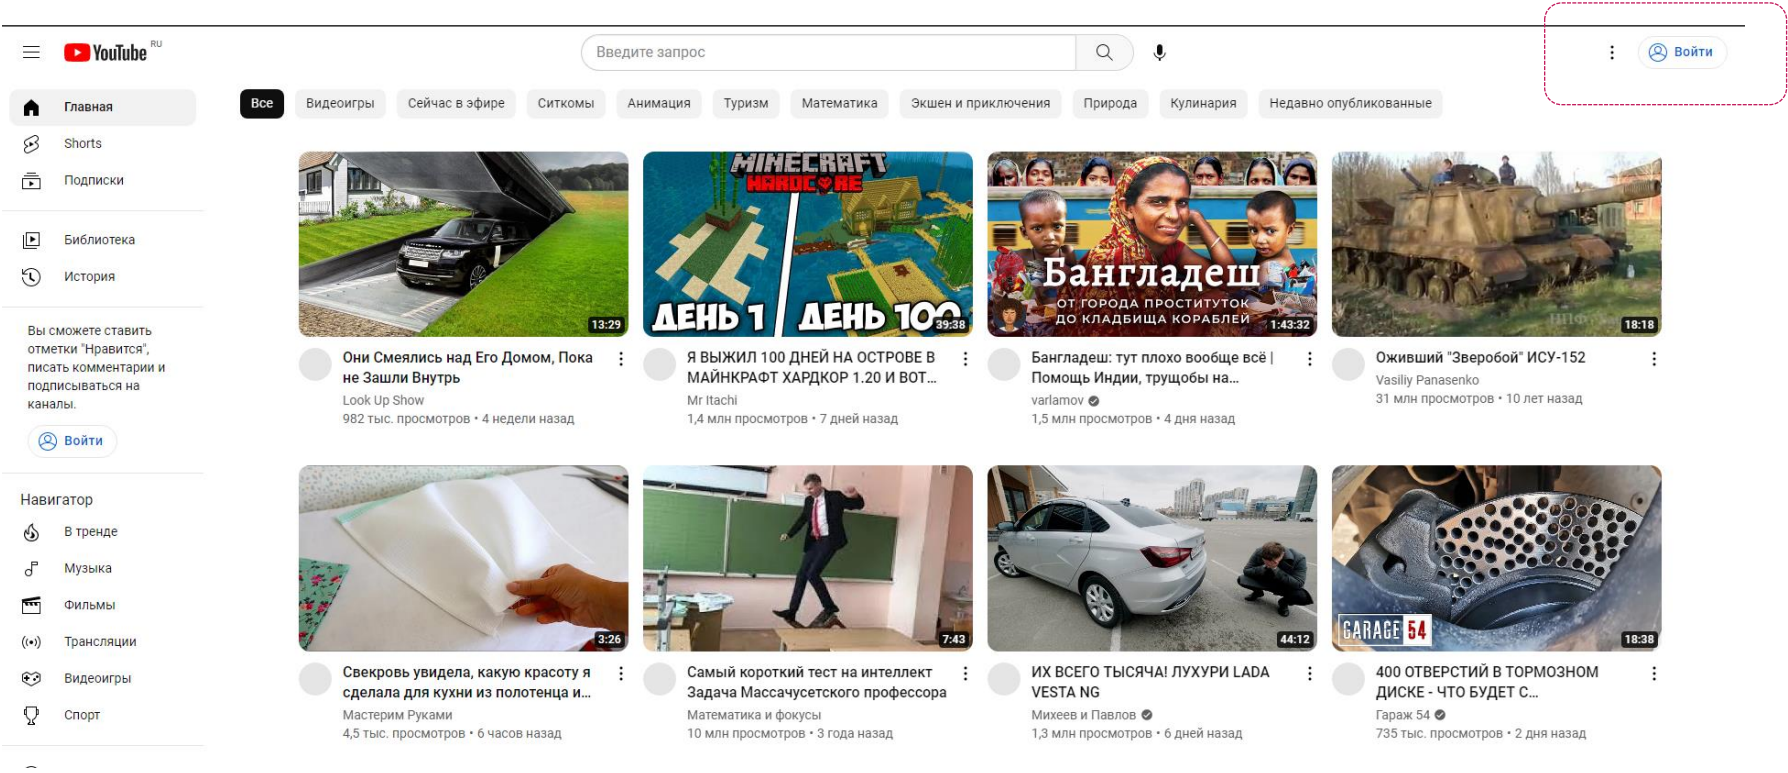 YouTube RU
Введите запрос
Войти
Главная
Shorts
Подписки
Библиотека
История
Вы сможете ставить
отметки "Нравится",
писать комментарии и
подписываться на
каналы.
Войти
Навигатор
В тренде
Музыка
Фильмы
Трансляции
Видеоигры
Спорт
Все Видеоигры Сейчас в эфире Ситкомы Анимация Туризм Математика Экшен и приключения Природа Кулинария Недавно опубликованные
13:29
Они Смеялись над Его Домом, Пока
не Зашли Внутрь
Look Up Show
982 тыс. просмотров • 4 недели назад
MINECRAFT
HARDCORE
ДЕНЬ 1 ДЕНЬ 100
39:38
Я ВЫЖИЛ 100 ДНЕЙ НА ОСТРОВЕ В
МАЙНКРАФТ ХАРДКОР 1.20 И ВОТ...
Mr Itachi
1,4 млн просмотров • 7 дней назад
Бангладеш
ОТ ГОРОДА ПРОСТИТУТОК
ДО КЛАДБИЩА КОРАБЛЕЙ
1:43:32
Бангладеш: тут плохо вообще всё |
Помощь Индии, трущобы на...
varlamov
1,5 млн просмотров • 4 дня назад
18:18
Оживший "Зверобой" ИСУ-152
Vasiliy Panasenko
31 млн просмотров • 10 лет назад
3:26
Свекровь увидела, какую красоту я
сделала для кухни из полотенца и...
Мастерим Руками
4,5 тыс. просмотров • 6 часов назад
7:43
Самый короткий тест на интеллект
Задача Массачусетского профессора
Математика и фокусы
10 млн просмотров • 3 года назад
44:12
ИХ ВСЕГО ТЫСЯЧА! ЛУХУРИ LADA
VESTA NG
Михеев и Павлов
1,3 млн просмотров • 6 дней назад
GARAGE 54
18:38
400 ОТВЕРСТИЙ В ТОРМОЗНОМ
ДИСКЕ - ЧТО БУДЕТ С...
Гараж 54
735 тыс. просмотров • 2 дня назад